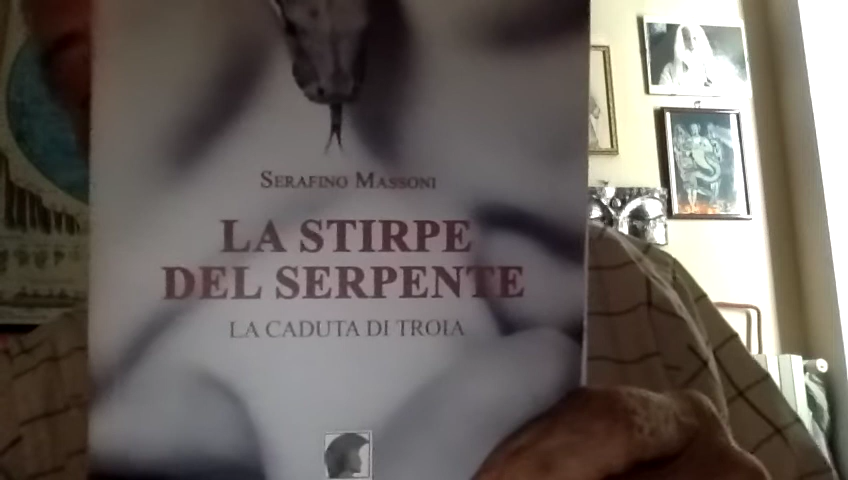 SERAFINO MASSONI
LA STIRPE
DEL SERPENTE
LA CADUTA DI TROIA